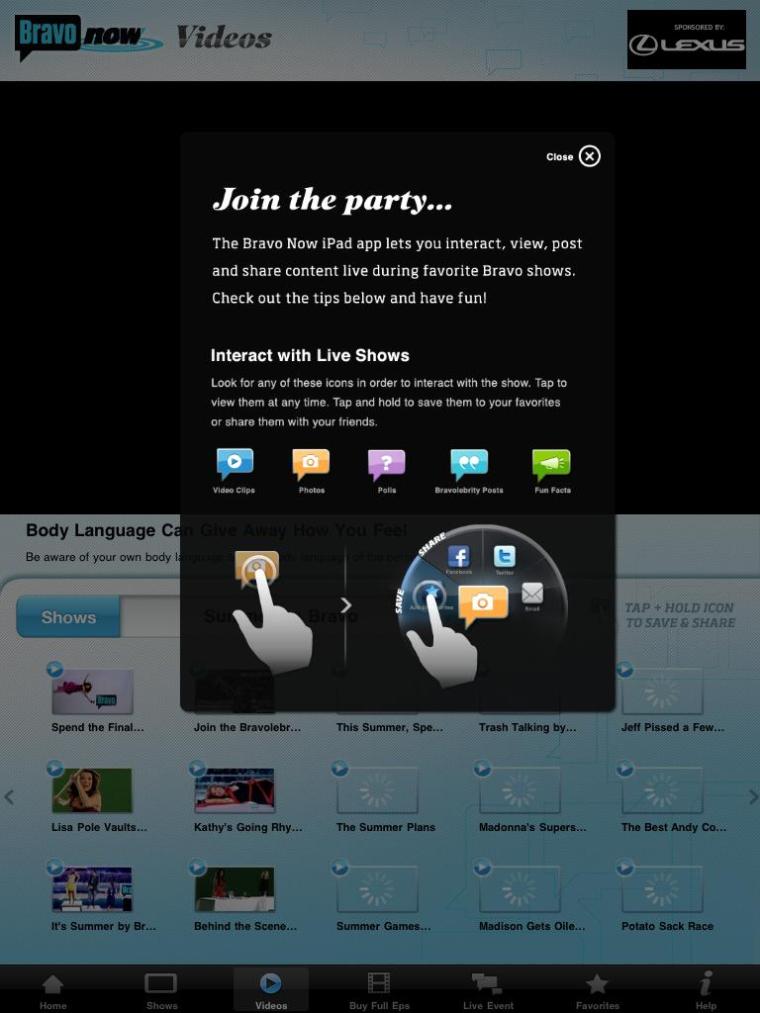 Bravo now Videos
SPONSORED BY:
LEXUS
Close
Join the party...
The Bravo Now iPad app lets you interact, view, post
and share content live during favorite Bravo shows.
Check out the tips below and have fun!
Interact with Live Shows
Look for any of these icons in order to interact with the show. Tap to
view them at any time. Tap and hold to save them to your favorites
or share them with your friends.
Video Clips Photos Polls Bravolebrity Posts Fun Facts
Body Language Can Give Away How You Feel
Be aware of your own body
SHARE
Facebook Twitter
SAVE
Email
Shows
TAP + HOLD ICON
TO SAVE & SHARE
by Bravo
Spend the Final... Join the Bravolebr... This Summer, Spe... Trash Talking by... Jeff Pissed a Few...
Lisa Pole Vaults... Kathy's Going Rhy... The Summer Plans Madonna's Supers... The Best Andy Co...
It's Summer by Br... Behind the Scene... Summer Games... Madison Gets Oile... Potato Sack Race
Home Shows Videos Buy Full Eps Live Event Favorites Help